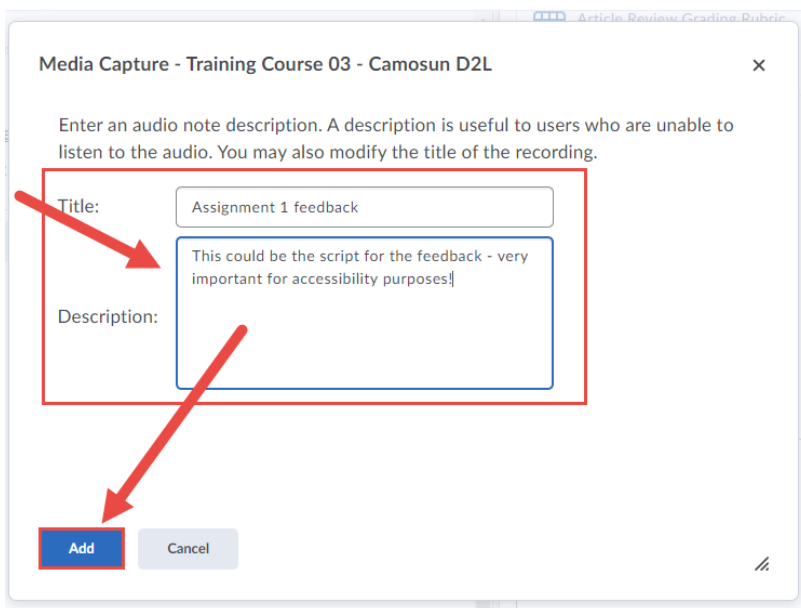 Article Review Grading Rubric
Media Capture - Training Course 03 - Camosun D2L
Enter an audio note description. A description is useful to users who are unable to
listen to the audio. You may also modify the title of the recording.
Title:
Assignment 1 feedback
This could be the script for the feedback - very
important for accessibility purposes!
Description:
Add
Cancel